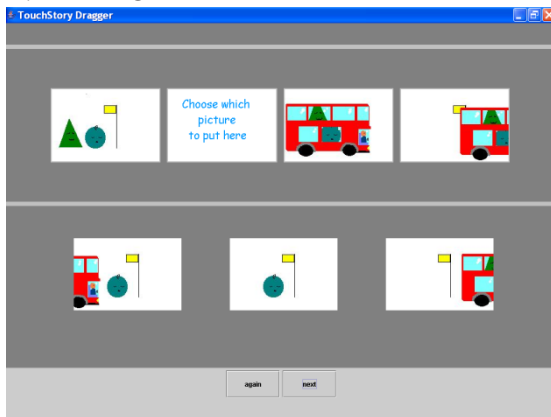 TouchStory Dragger
Choose which
picture
to put here
again
next